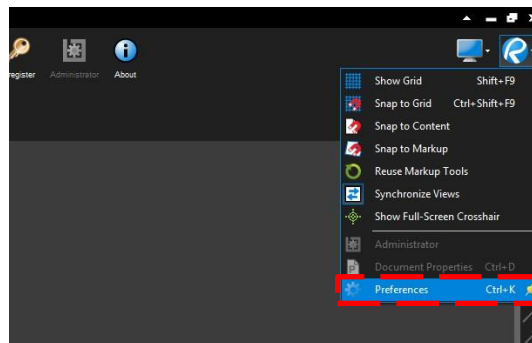 register Administrator About
Show Grid Shift+F9
Snap to Grid Ctrl+Shift+F9
Snap to Content
Snap to Markup
Reuse Markup Tools
Synchronize Views
Show Full-Screen Crosshair
Administrator
Document Properties Ctrl+D
Preferences Ctrl+K